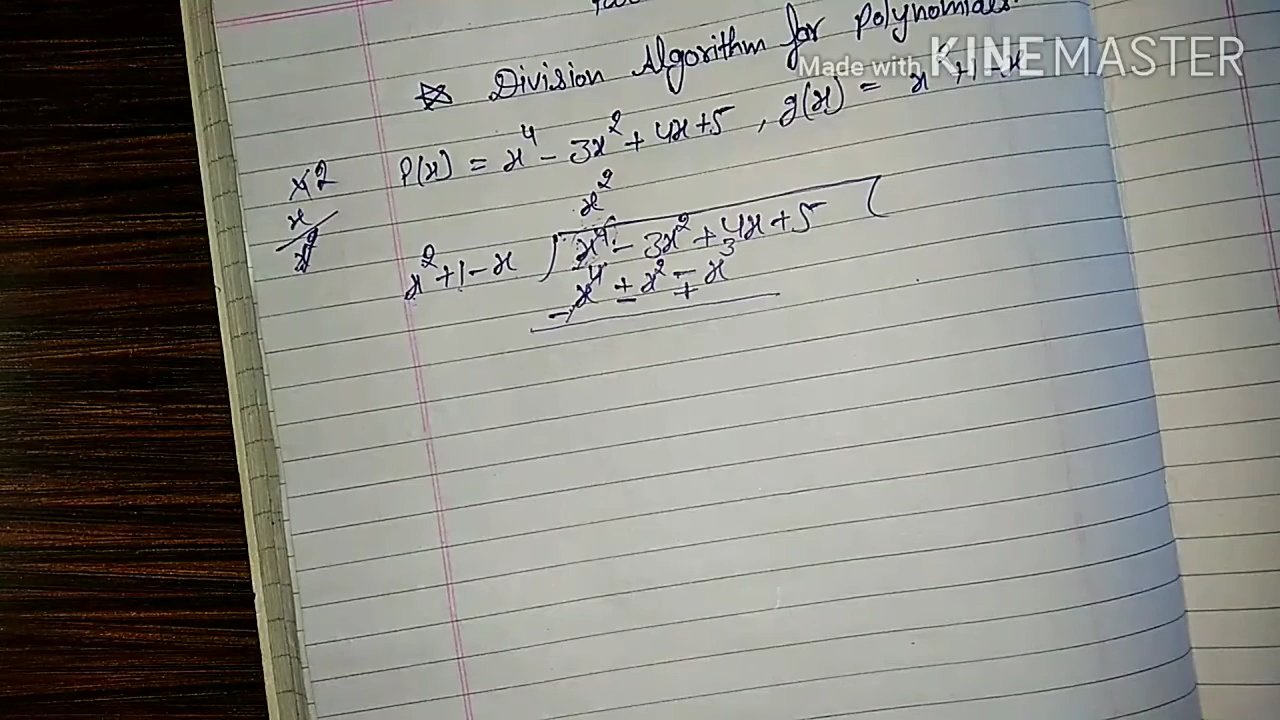 ☆ Division Algorithm for Polynomials.
Made with KINEMASTER
P(x) = x⁴ - 3x² + 4x + 5 , g(x) = x² + 1 - x
x²
x² + 1 - x ) x⁴ - 3x² + 4x + 5 (
x⁴ + x² - x³
- - +